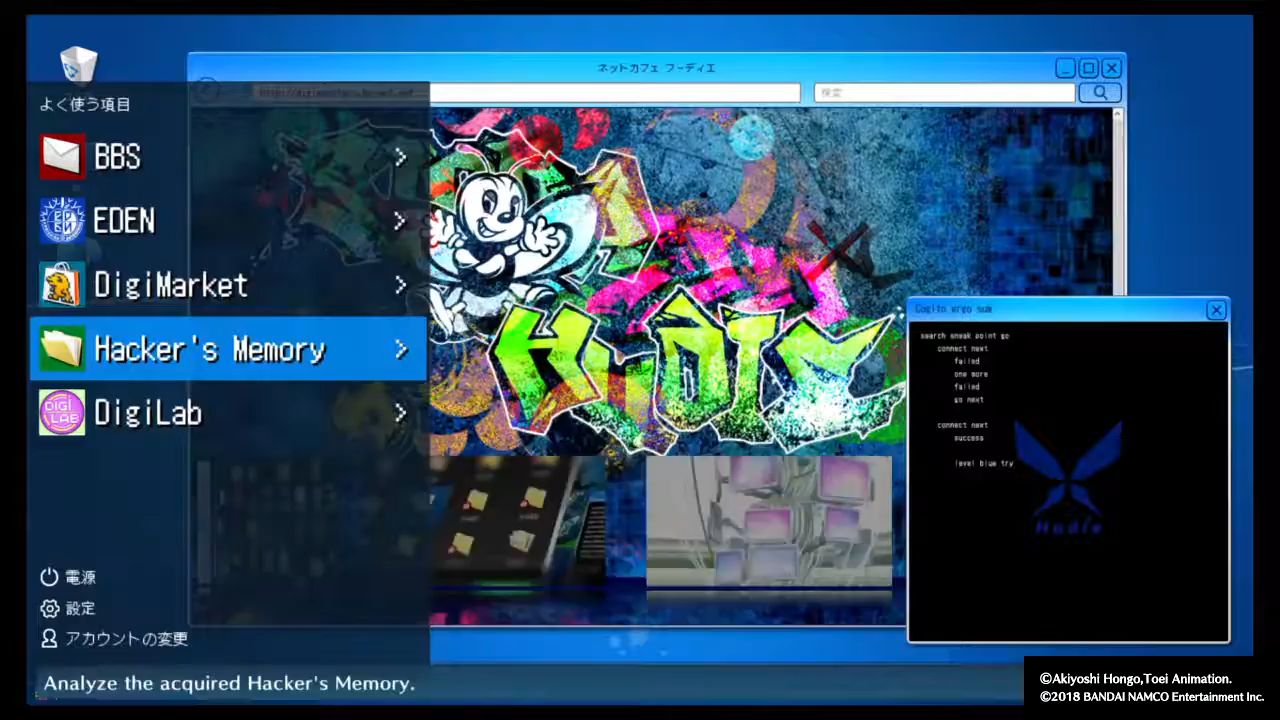 ネットカフェ フーディエ
よく使う項目
検索
BBS
EDEN
DigiMarket
Hacker's Memory
DigiLab
Hudie
Cogito ergo sum
search sneak point go
connect next
failed
one more
failed
go next
connect next
success
level blue try
Hudie
電源
設定
アカウントの変更
Analyze the acquired Hacker's Memory.
©Akiyoshi Hongo,Toei Animation.
©2018 BANDAI NAMCO Entertainment Inc.